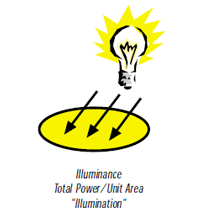 Illuminance
Total Power/Unit Area
"Illumination"